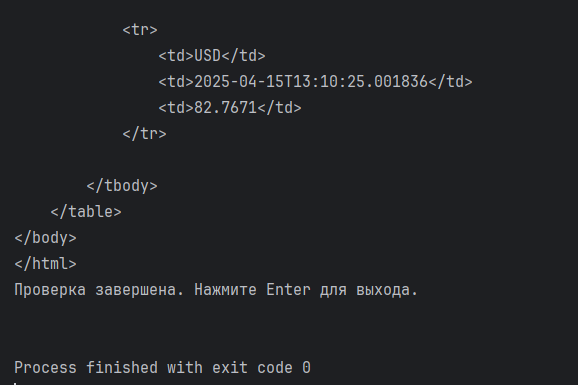 <tr>
<td>USD</td>
<td>2025-04-15T13:10:25.001836</td>
<td>82.7671</td>
</tr>
</tbody>
</table>
</body>
</html>
Проверка завершена. Нажмите Enter для выхода.
Process finished with exit code 0